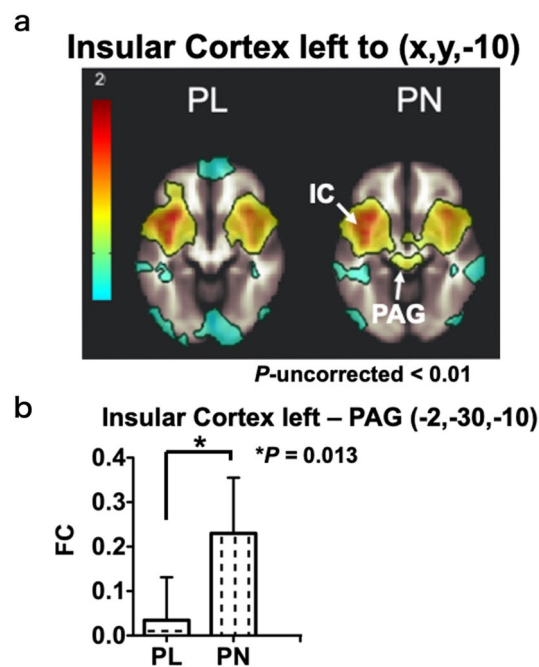 a
Insular Cortex left to (x,y,-10)
2
PL
PN
IC
PAG
P-uncorrected < 0.01
b
Insular Cortex left – PAG (-2,-30,-10)
*
*P = 0.013
0.4
0.3
0.2
0.1
0.0
FC
PL
PN